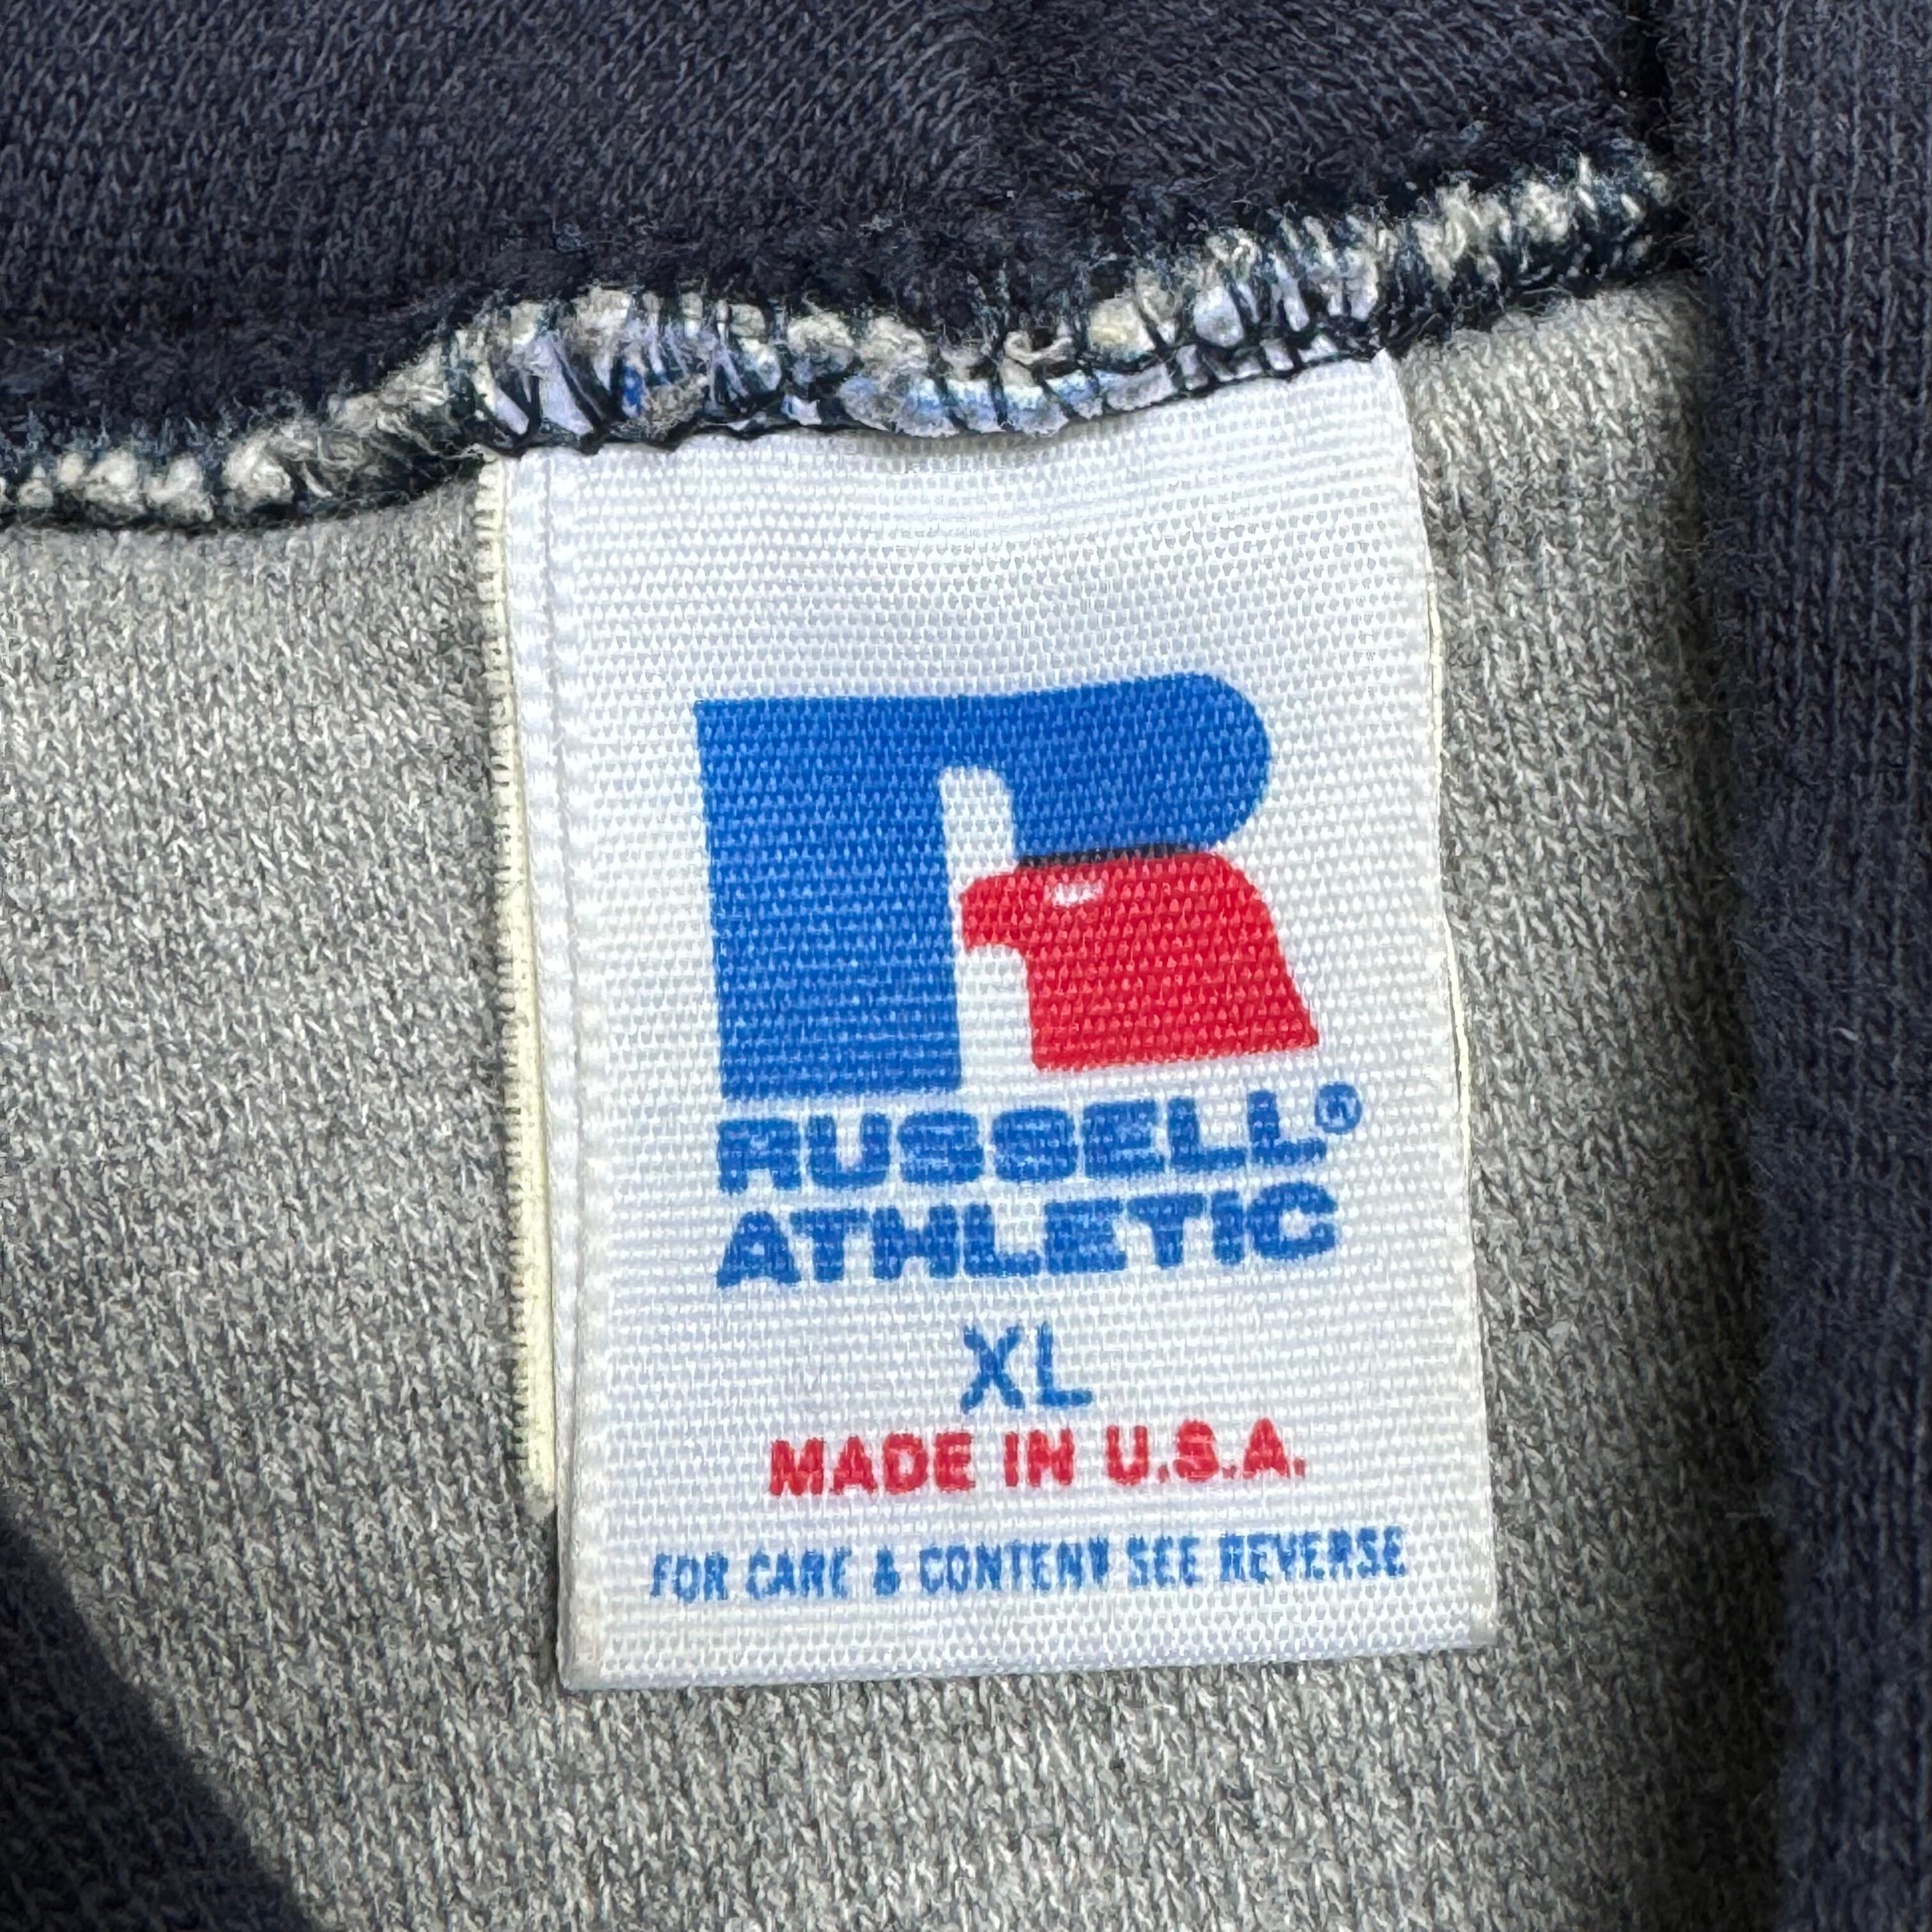 RUSSELL®
ATHLETIC
XL
MADE IN U.S.A.
FOR CARE & CONTENT SEE REVERSE